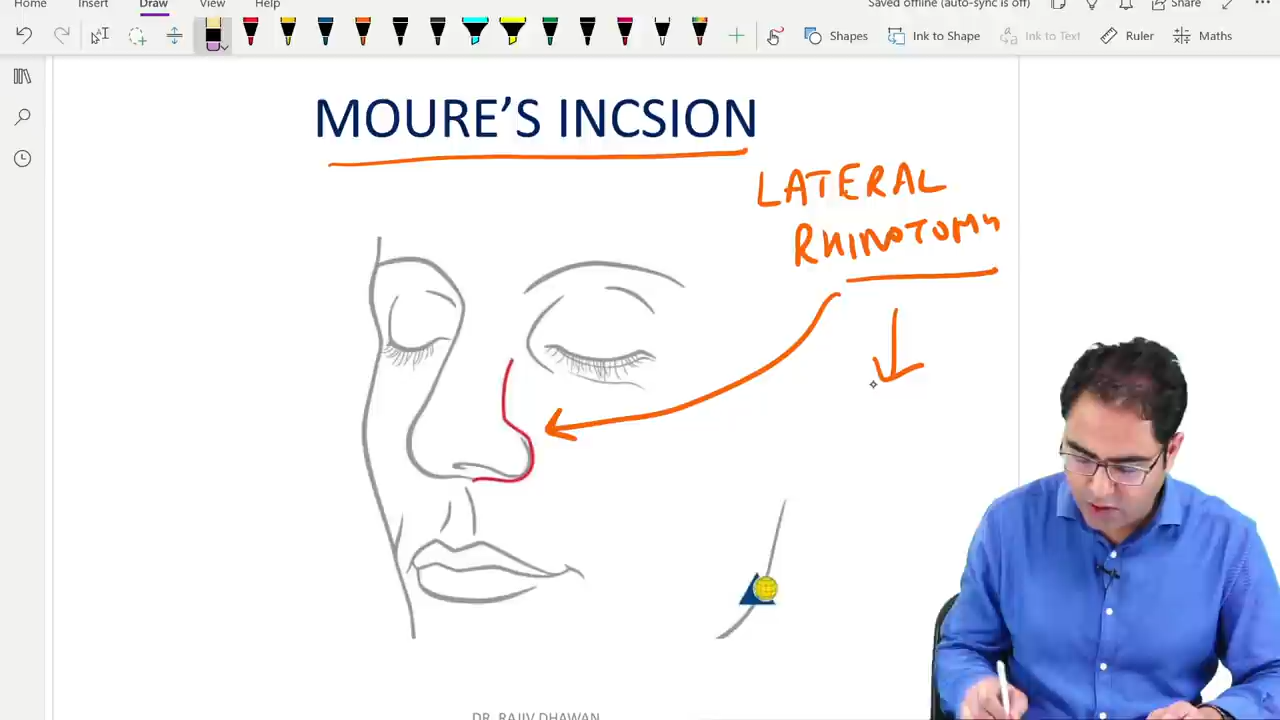 Home Insert Draw View Help Saved offline (auto-sync is off) Share
Shapes Ink to Shape Ink to Text Ruler Maths
MOURE'S INCSION
LATERAL
RHINOTOMY
DR. RAJIV DHAWAN